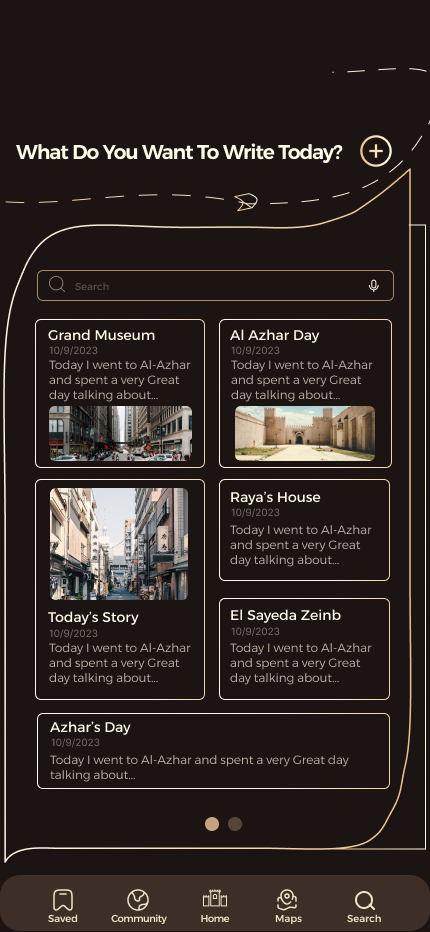 What Do You Want To Write Today?
Search
Grand Museum
10/9/2023
Today I went to Al-Azhar
and spent a very Great
day talking about...
Al Azhar Day
10/9/2023
Today I went to Al-Azhar
and spent a very Great
day talking about...
Today's Story
10/9/2023
Today I went to Al-Azhar
and spent a very Great
day talking about...
Raya's House
10/9/2023
Today I went to Al-Azhar
and spent a very Great
day talking about...
El Sayeda Zeinb
10/9/2023
Today I went to Al-Azhar
and spent a very Great
day talking about...
Azhar's Day
10/9/2023
Today I went to Al-Azhar and spent a very Great day
talking about...
Saved
Community
Home
Maps
Search